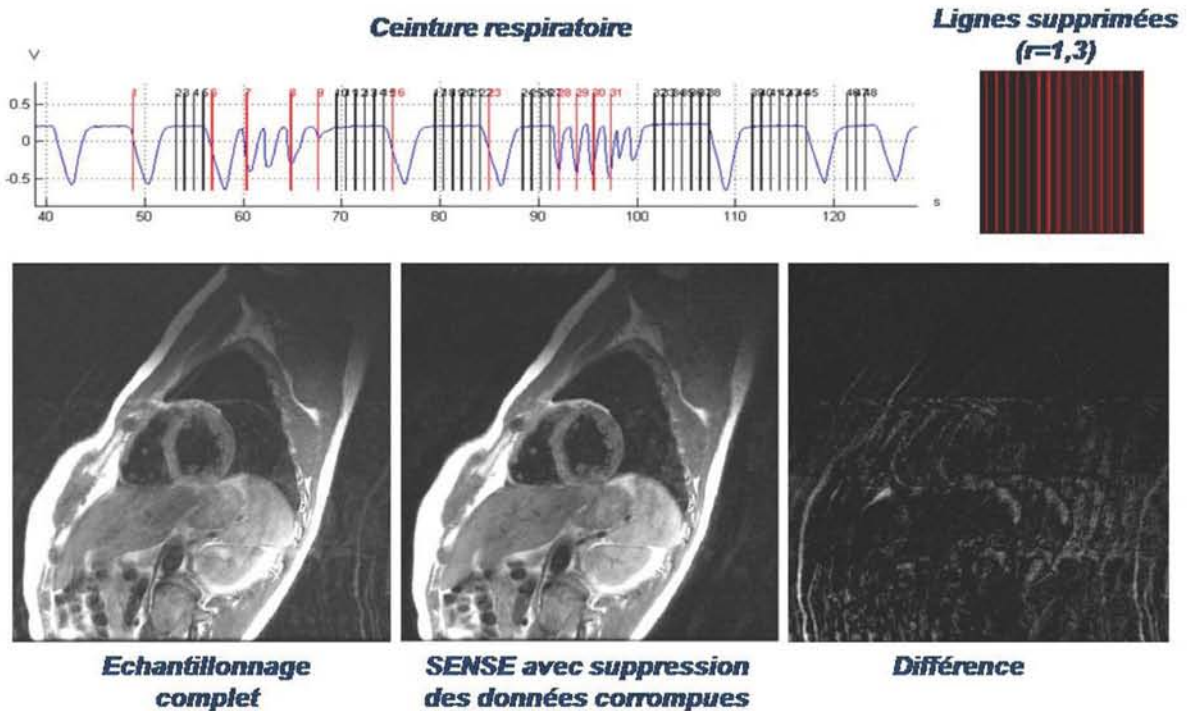 Ceinture respiratoire
Lignes supprimées
(r=1,3)
V
0.5
0
-0.5
40 50 60 70 80 90 100 110 120
s
Echantillonnage
complet
SENSE avec suppression
des données corrompues
Différence